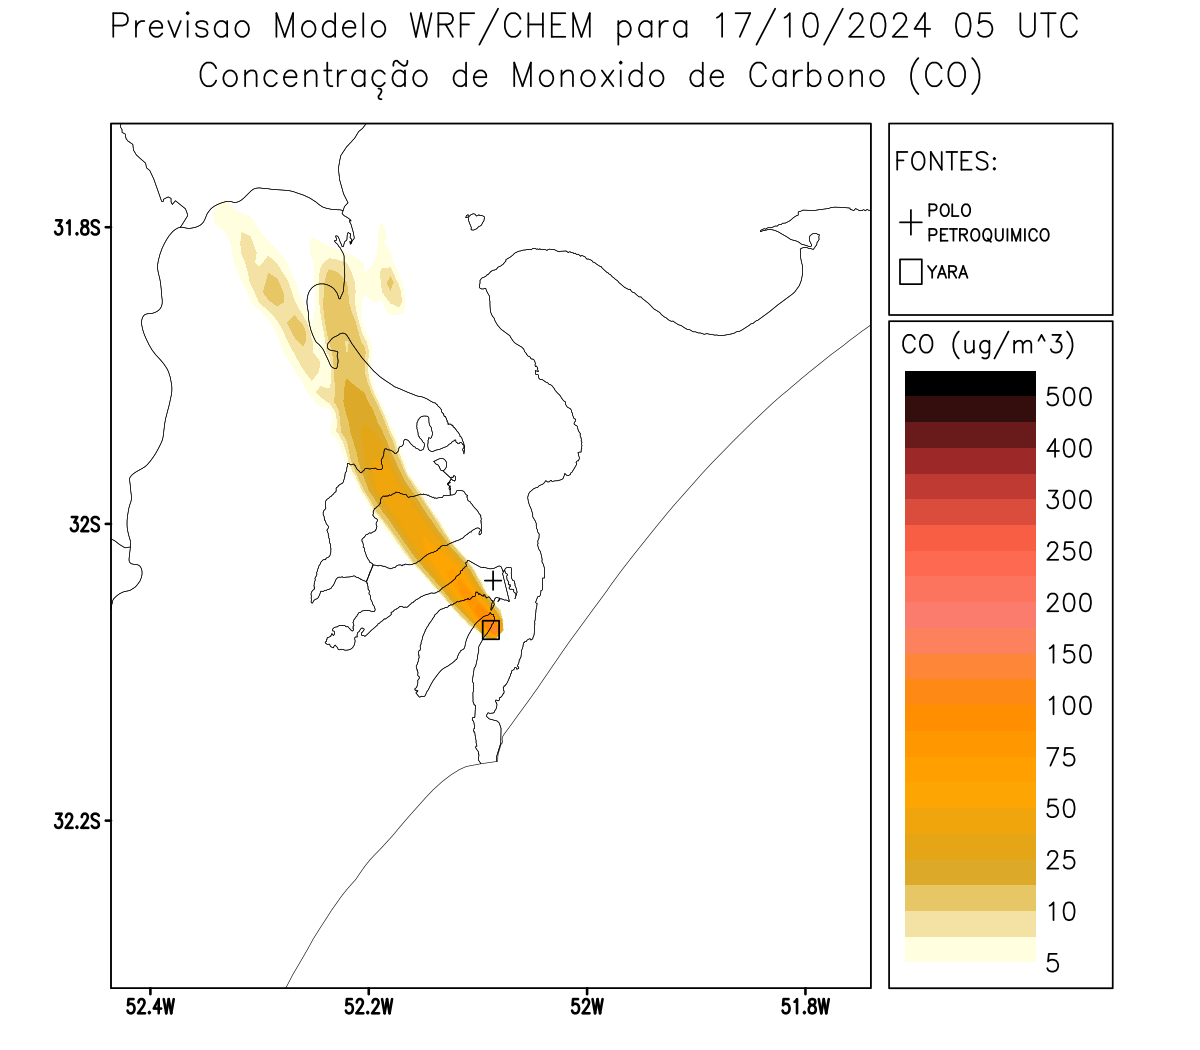 Previsao Modelo WRF/CHEM para 17/10/2024 05 UTC
Concentração de Monoxido de Carbono (CO)
FONTES:
POLO
PETROQUIMICO
YARA
CO (ug/m^3)
500
400
300
250
200
150
100
75
50
25
10
5
31.8S
32S
32.2S
52.4W
52.2W
52W
51.8W